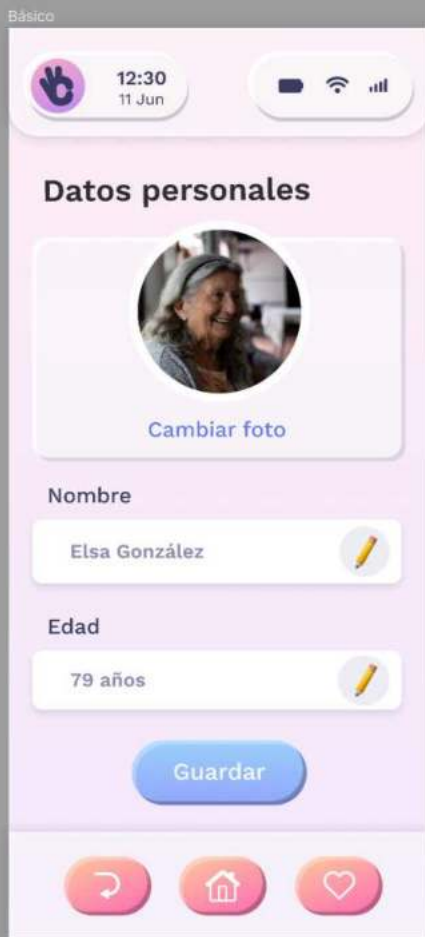 Básico
12:30
11 Jun
Datos personales
Cambiar foto
Nombre
Elsa González
Edad
79 años
Guardar